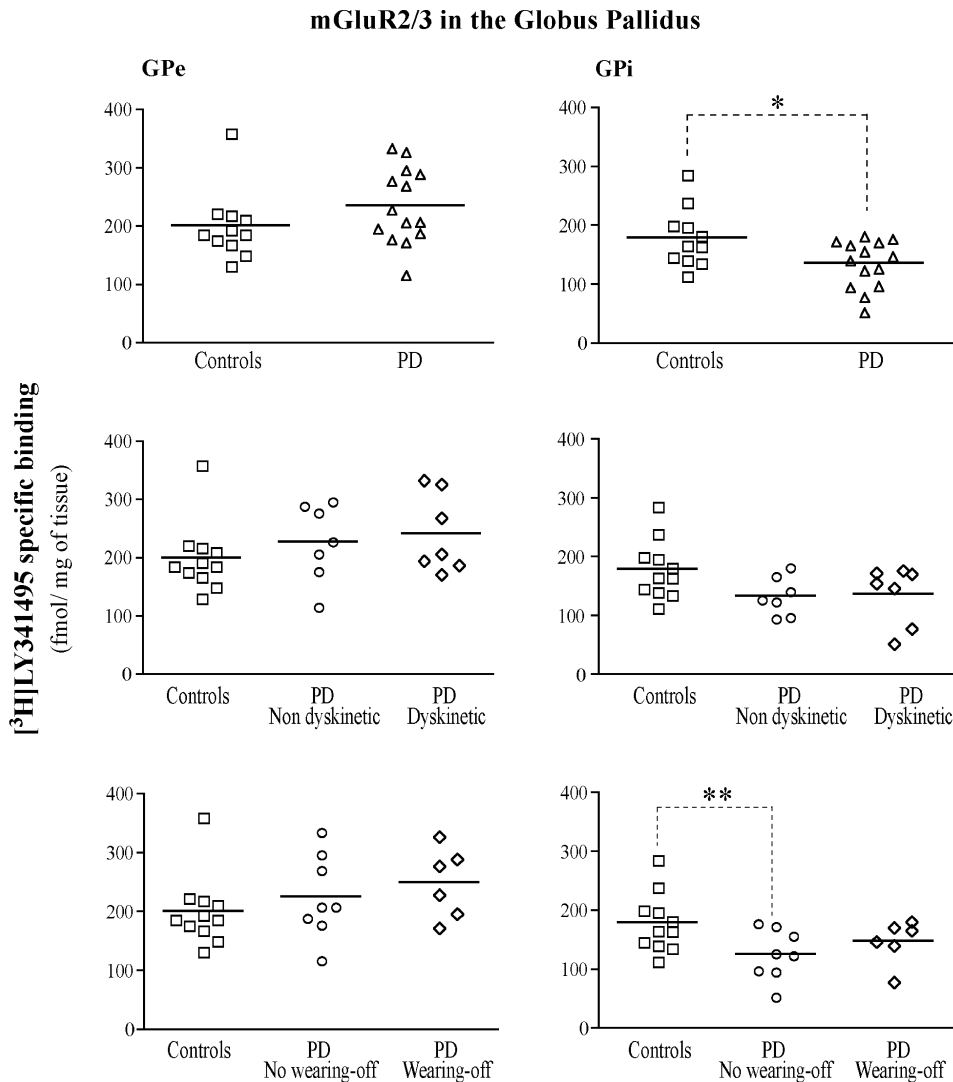 mGluR2/3 in the Globus Pallidus
GPe
GPi
[³H]LY341495 specific binding
(fmol/ mg of tissue)
400
300
200
100
0
Controls
PD
400
300
200
100
0
*
Controls
PD
400
300
200
100
0
Controls
PD
Non dyskinetic
PD
Dyskinetic
400
300
200
100
0
Controls
PD
Non dyskinetic
PD
Dyskinetic
400
300
200
100
0
Controls
PD
No wearing-off
PD
Wearing-off
400
300
200
100
0
**
Controls
PD
No wearing-off
PD
Wearing-off